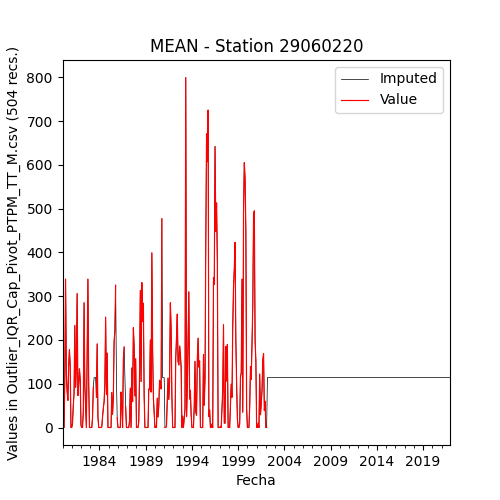 MEAN - Station 29060220
Values in Outlier_IQR_Cap_Pivot_PTPM_TT_M.csv (504 recs.)
800
700
600
500
400
300
200
100
0
Imputed
Value
1984 1989 1994 1999 2004 2009 2014 2019
Fecha